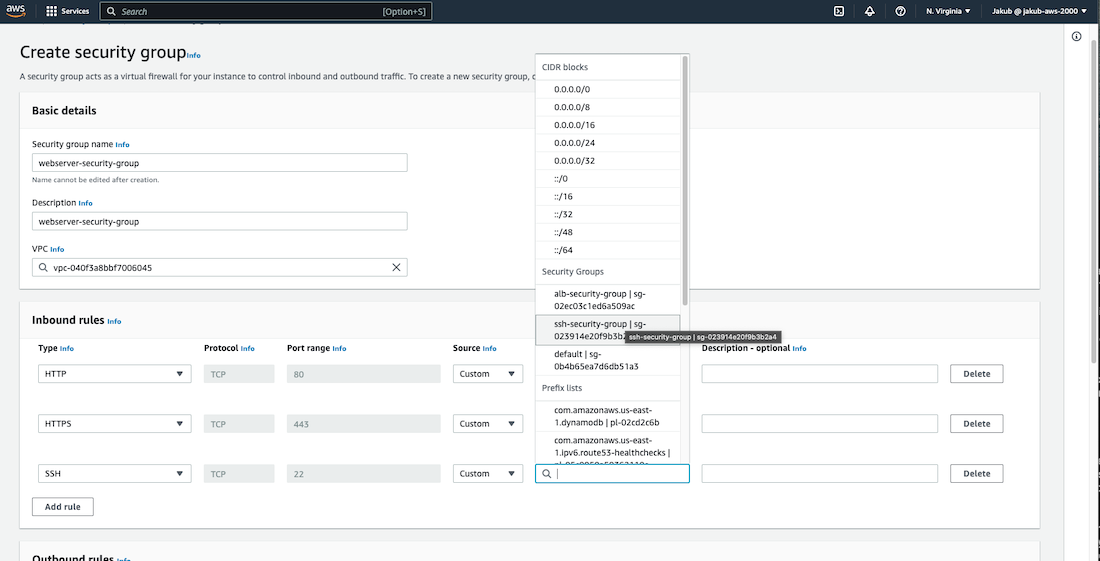 aws
Services
Search
[Option+S]
N. Virginia
Jakub @ jakub-aws-2000
Create security group Info
A security group acts as a virtual firewall for your instance to control inbound and outbound traffic. To create a new security group,
Basic details
Security group name Info
webserver-security-group
Name cannot be edited after creation.
Description Info
webserver-security-group
VPC Info
vpc-040f3a8bbf7006045
CIDR blocks
0.0.0.0/0
0.0.0.0/8
0.0.0.0/16
0.0.0.0/24
0.0.0.0/32
::/0
::/16
::/32
::/48
::/64
Security Groups
alb-security-group | sg-
02ec03c1ed6a509ac
ssh-security-group | sg-
023914e20f9b3b2
ssh-security-group | sg-023914e20f9b3b2a4
default | sg-
0b4b65ea7d6db51a3
Prefix lists
com.amazonaws.us-east-
1.dynamodb | pl-02cd2c6b
com.amazonaws.us-east-
1.ipv6.route53-healthchecks |
Inbound rules Info
Type Info
Protocol Info
Port range Info
Source Info
Description - optional Info
HTTP
TCP
80
Custom
Delete
HTTPS
TCP
443
Custom
Delete
SSH
TCP
22
Custom
Delete
Add rule
Outbound rules Info